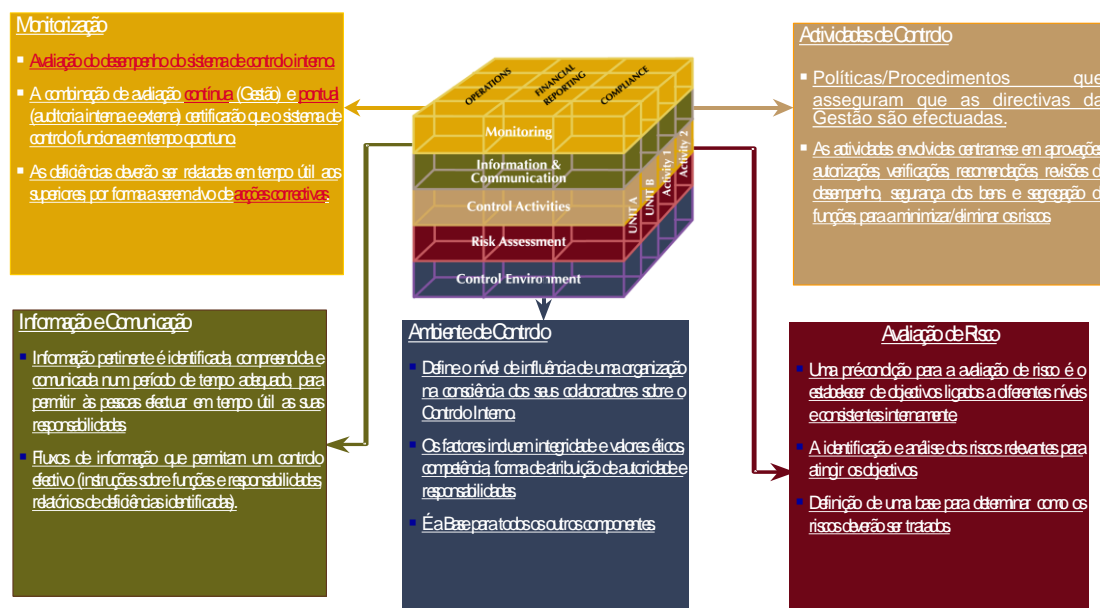 Monitorização
Avaliação do desempenho do sistema de controlo interno.
A combinação de avaliação contínua (Gestão) e pontual
(auditoria interna e externa) certificarão que o sistema de
controlo funciona em tempo oportuno.
As deficiências deverão ser relatadas em tempo útil aos
superiores, por forma a serem alvo de acções correctivas.
OPERATIONS
FINANCIAL
REPORTING
COMPLIANCE
Monitoring
Information &
Communication
Control Activities
Risk Assessment
Control Environment
UNIT A
UNIT B
Activity 1
Activity 2
Actividades de Controlo
Políticas/Procedimentos que
asseguram que as directivas da
Gestão são efectuadas.
As actividades envolvidas centram-se em aprovações,
autorizações, verificações, recomendações, revisões d
desempenho, segurança dos bens e segregação d
funções, para a minimizar/eliminar os riscos.
Informação e Comunicação
Informação pertinente é identificada, compreendida e
comunicada num período de tempo adequado, para
permitir às pessoas efectuar em tempo útil as suas
responsabilidades.
Fluxos de informação que permitam um controlo
efectivo (instruções sobre funções e responsabilidades,
relatórios de deficiências identificadas).
Ambiente de Controlo
Define o nível de influência de uma organização
na consciência dos seus colaboradores sobre o
Controlo Interno.
Os factores incluem integridade e valores éticos,
competência, forma de atribuição de autoridade e
responsabilidades.
É a Base para todos os outros componentes.
Avaliação de Risco
Uma pré-condição para a avaliação de risco é o
estabelecer de objectivos ligados a diferentes níveis
e consistentes internamente.
A identificação e análise dos riscos relevantes para
atingir os objectivos.
Definição de uma base para determinar como os
riscos deverão ser tratados.